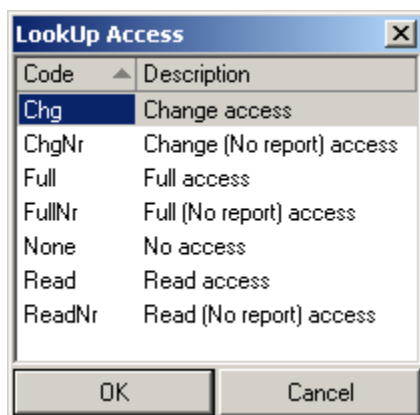 LookUp Access
Code Description
Chg Change access
ChgNr Change (No report) access
Full Full access
FullNr Full (No report) access
None No access
Read Read access
ReadNr Read (No report) access
OK Cancel